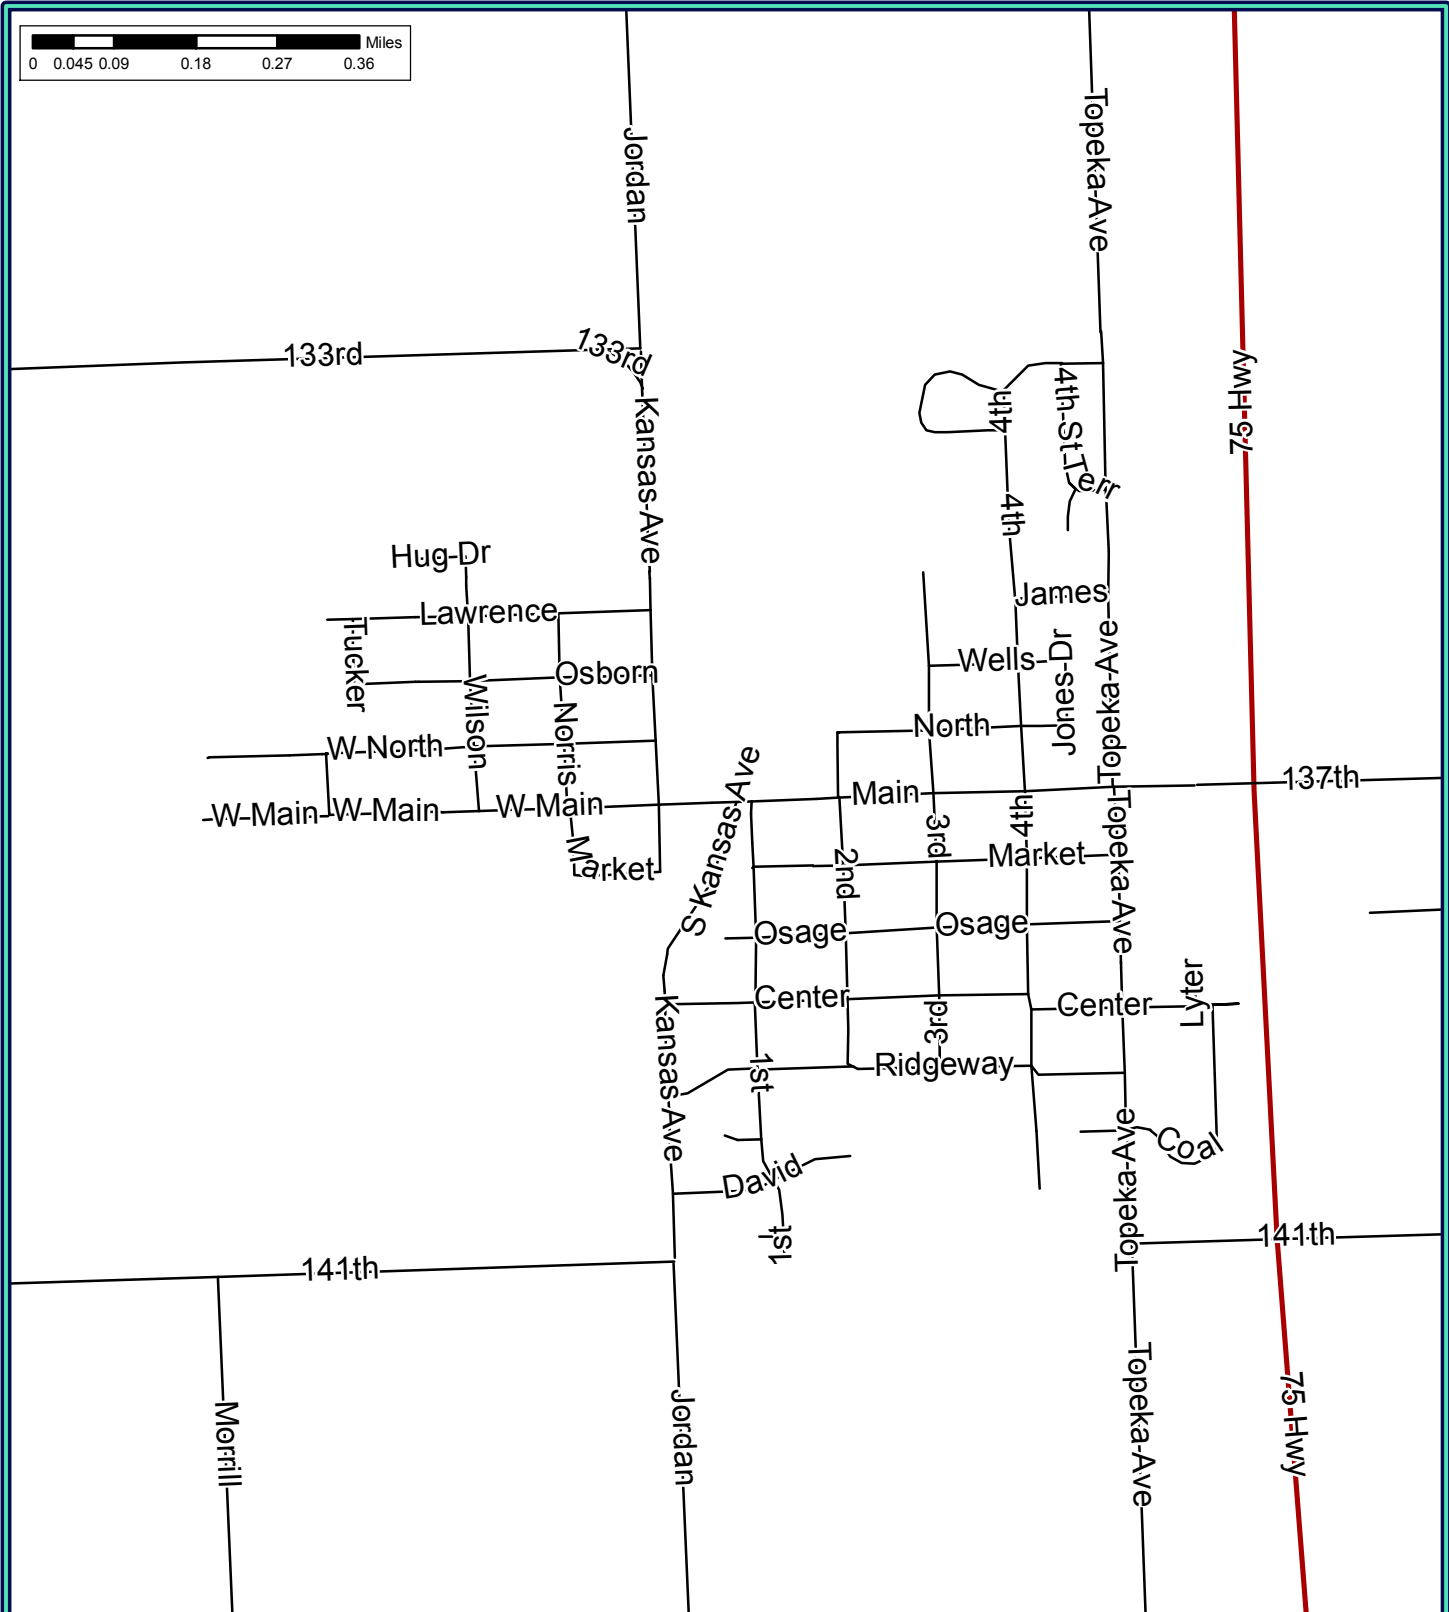 Miles
0 0.045 0.09 0.18 0.27 0.36
Topeka-Ave
Jordan
133rd
133rd
75-Hwy
4th
4th-St Terr
Kansas-Ave
4th
Hug-Dr
James
Lawrence
Tucker
Wells
Jones-Dr
Topeka-Ave
Osborn
Wilson
Norris
North
W-North
S-Kansas-Ave
137th
Main
W-Main
W-Main
W-Main
4th
3rd
Topeka-Ave
Market
Market
2nd
Osage
Osage
Lyter
Center
Center
Kansas-Ave
3rd
1st
Ridgeway
Topeka-Ave
Coal
David
1st
141th
141th
Topeka-Ave
75-Hwy
Jordan
Morrill